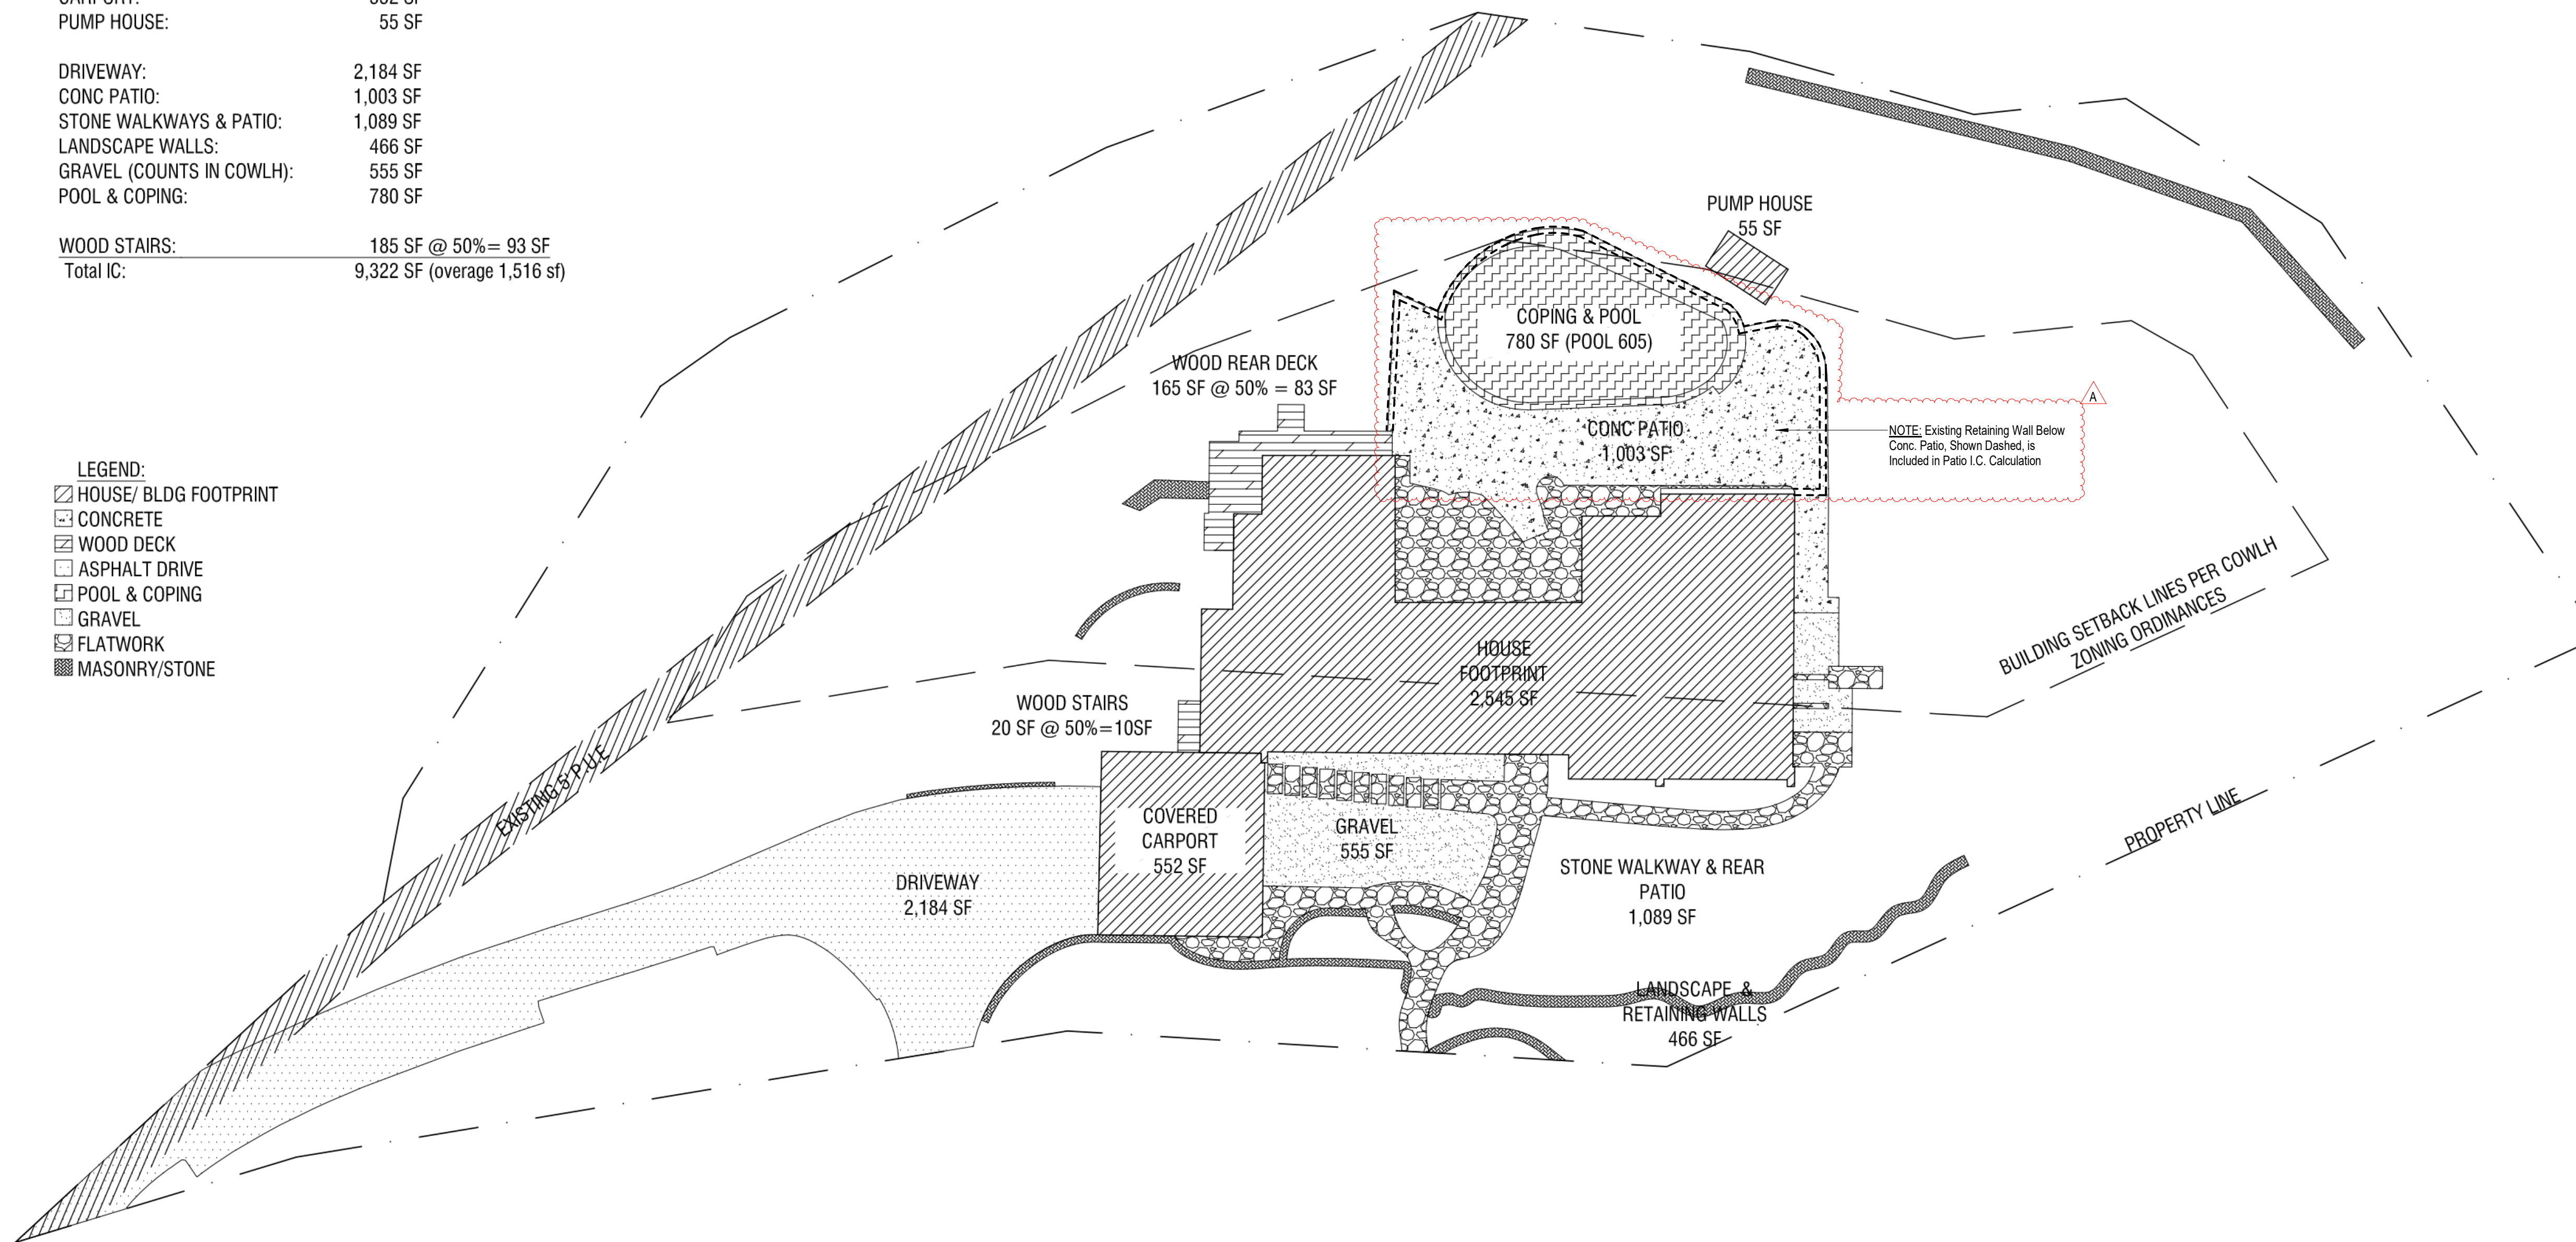 CARPORT: 552 SF
PUMP HOUSE: 55 SF
DRIVEWAY: 2,184 SF
CONC PATIO: 1,003 SF
STONE WALKWAYS & PATIO: 1,089 SF
LANDSCAPE WALLS: 466 SF
GRAVEL (COUNTS IN COWLH): 555 SF
POOL & COPING: 780 SF
WOOD STAIRS: 185 SF @ 50%= 93 SF
Total IC: 9,322 SF (overage 1,516 sf)
LEGEND:
HOUSE/ BLDG FOOTPRINT
CONCRETE
WOOD DECK
ASPHALT DRIVE
POOL & COPING
GRAVEL
FLATWORK
MASONRY/STONE
PUMP HOUSE
55 SF
COPING & POOL
780 SF (POOL 605)
WOOD REAR DECK
165 SF @ 50% = 83 SF
CONC PATIO
1,003 SF
A
NOTE: Existing Retaining Wall Below
Conc. Patio, Shown Dashed, is
Included in Patio I.C. Calculation
BUILDING SETBACK LINES PER COWLH
ZONING ORDINANCES
HOUSE
FOOTPRINT
2,545 SF
WOOD STAIRS
20 SF @ 50%=10SF
EXISTING 5' P.U.E
COVERED
CARPORT
552 SF
GRAVEL
555 SF
DRIVEWAY
2,184 SF
STONE WALKWAY & REAR
PATIO
1,089 SF
PROPERTY LINE
LANDSCAPE &
RETAINING WALLS
466 SF